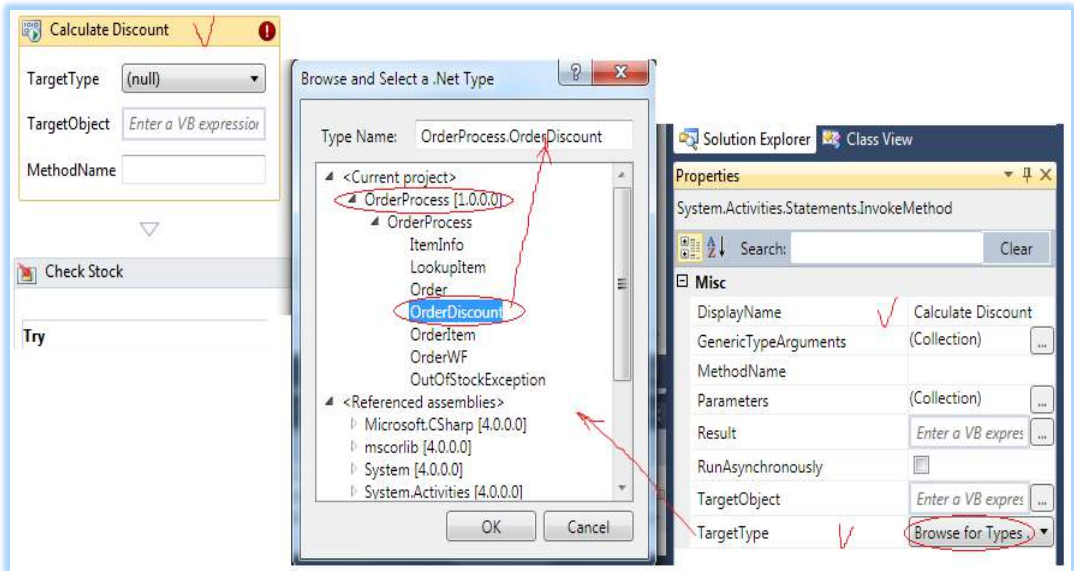 Calculate Discount
TargetType (null)
TargetObject Enter a VB expression
MethodName
Check Stock
Try
Browse and Select a .Net Type
Type Name: OrderProcess.OrderDiscount
<Current project>
OrderProcess [1.0.0.0]
OrderProcess
ItemInfo
LookupItem
Order
OrderDiscount
OrderItem
OrderWF
OutOfStockException
<Referenced assemblies>
Microsoft.CSharp [4.0.0.0]
mscorlib [4.0.0.0]
System [4.0.0.0]
System.Activities [4.0.0.0]
OK Cancel
Solution Explorer Class View
Properties
System.Activities.Statements.InvokeMethod
Search: Clear
Misc
DisplayName Calculate Discount
GenericTypeArguments (Collection) ...
MethodName
Parameters (Collection) ...
Result Enter a VB expres ...
RunAsynchronously
TargetObject Enter a VB expres ...
TargetType Browse for Types .